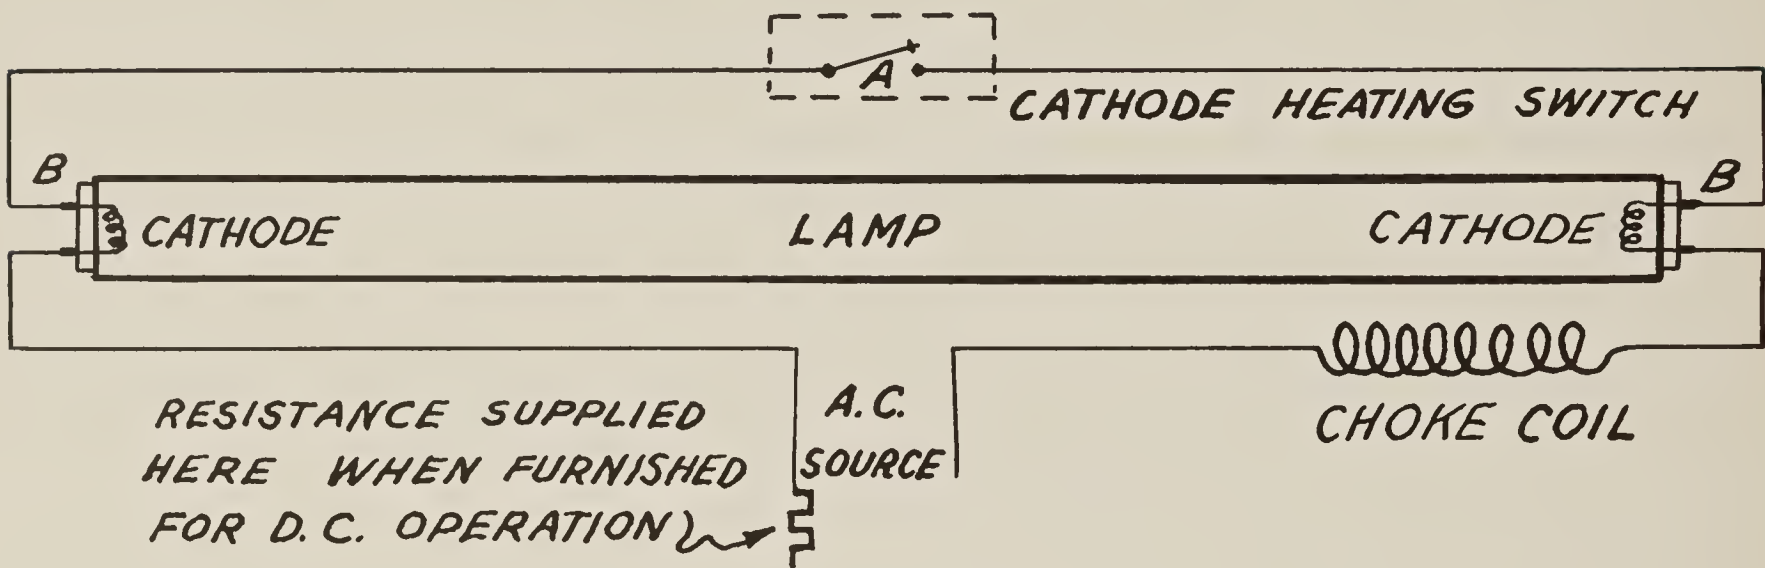 A
CATHODE HEATING SWITCH
B
B
CATHODE
LAMP
CATHODE
A.C.
SOURCE
CHOKE COIL
RESISTANCE SUPPLIED
HERE WHEN FURNISHED
FOR D.C. OPERATION